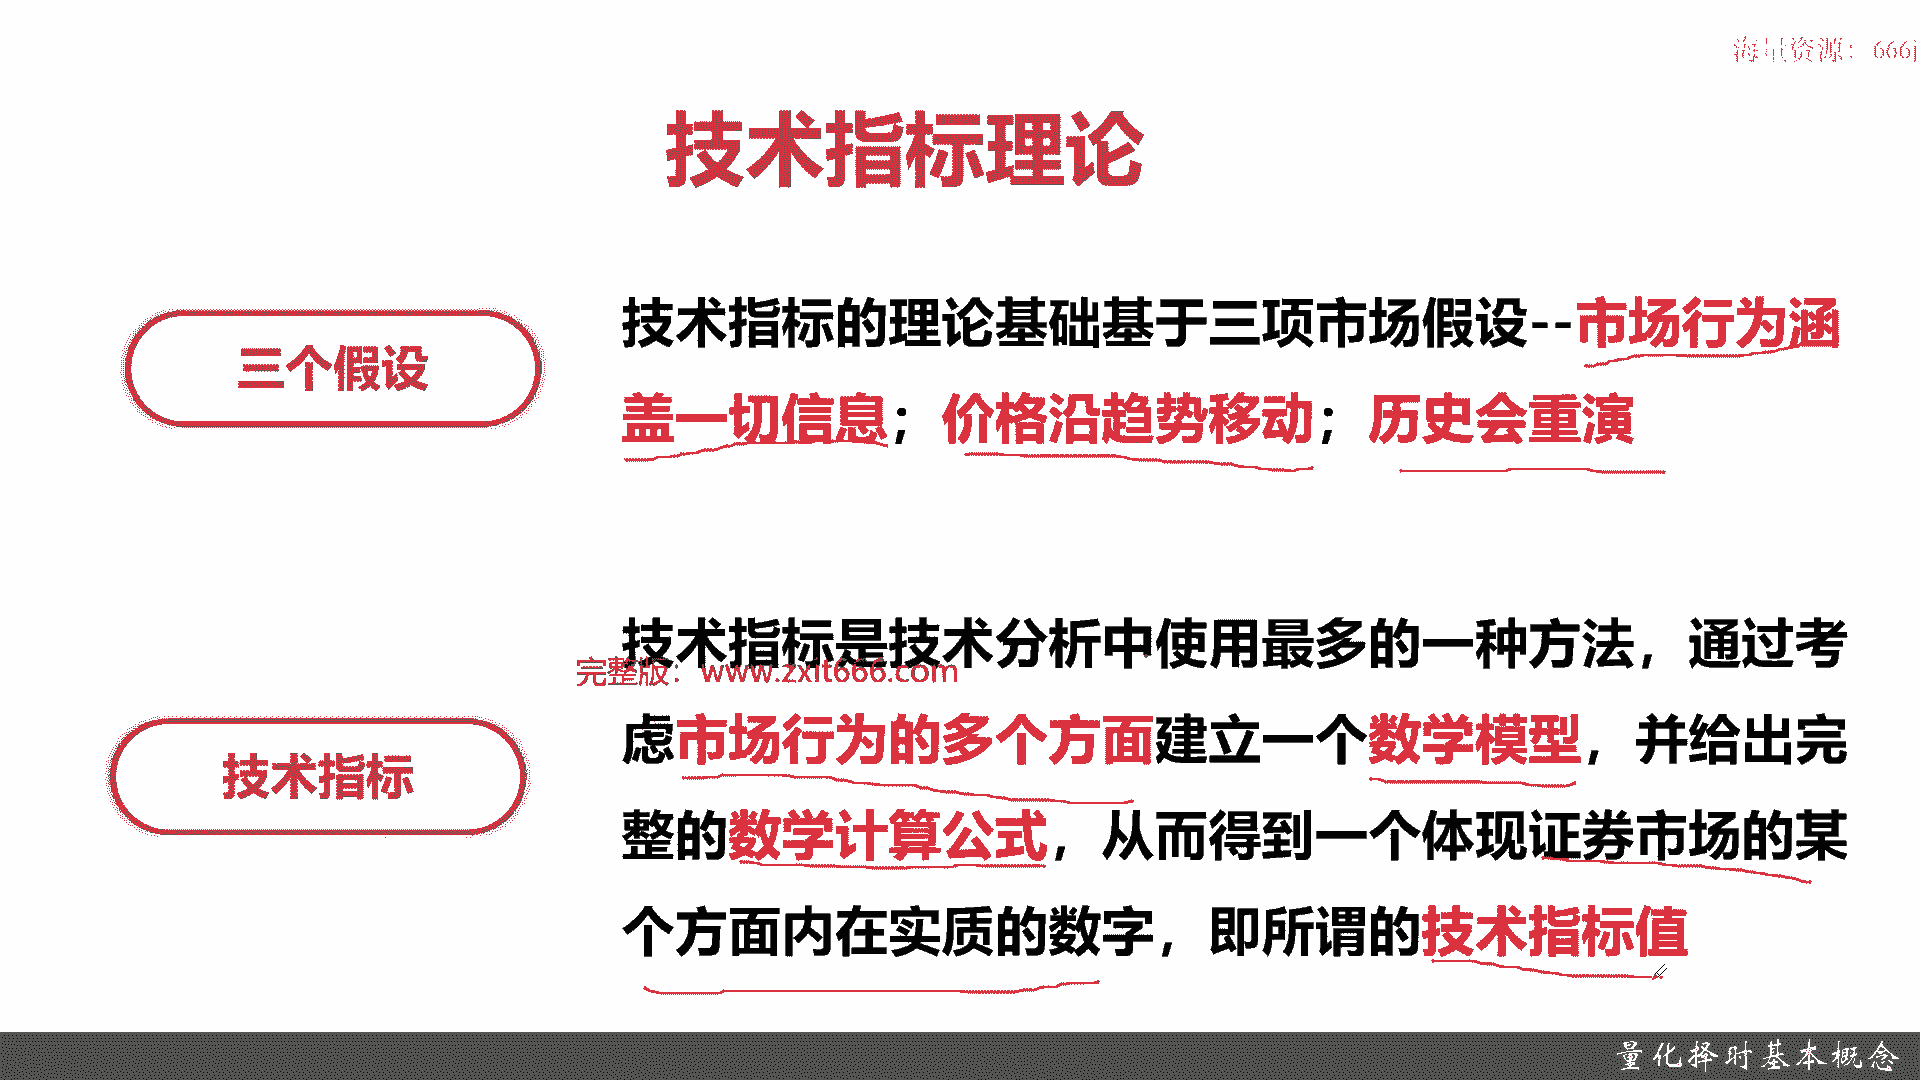 海量资源：666i
技术指标理论
三个假设
技术指标的理论基础基于三项市场假设--市场行为涵
盖一切信息；价格沿趋势移动；历史会重演
技术指标是技术分析中使用最多的一种方法，通过考
完整版：www.zxit666.com
技术指标
虑市场行为的多个方面建立一个数学模型，并给出完
整的数学计算公式，从而得到一个体现证券市场的某
个方面内在实质的数字，即所谓的技术指标值
量化择时基本概念